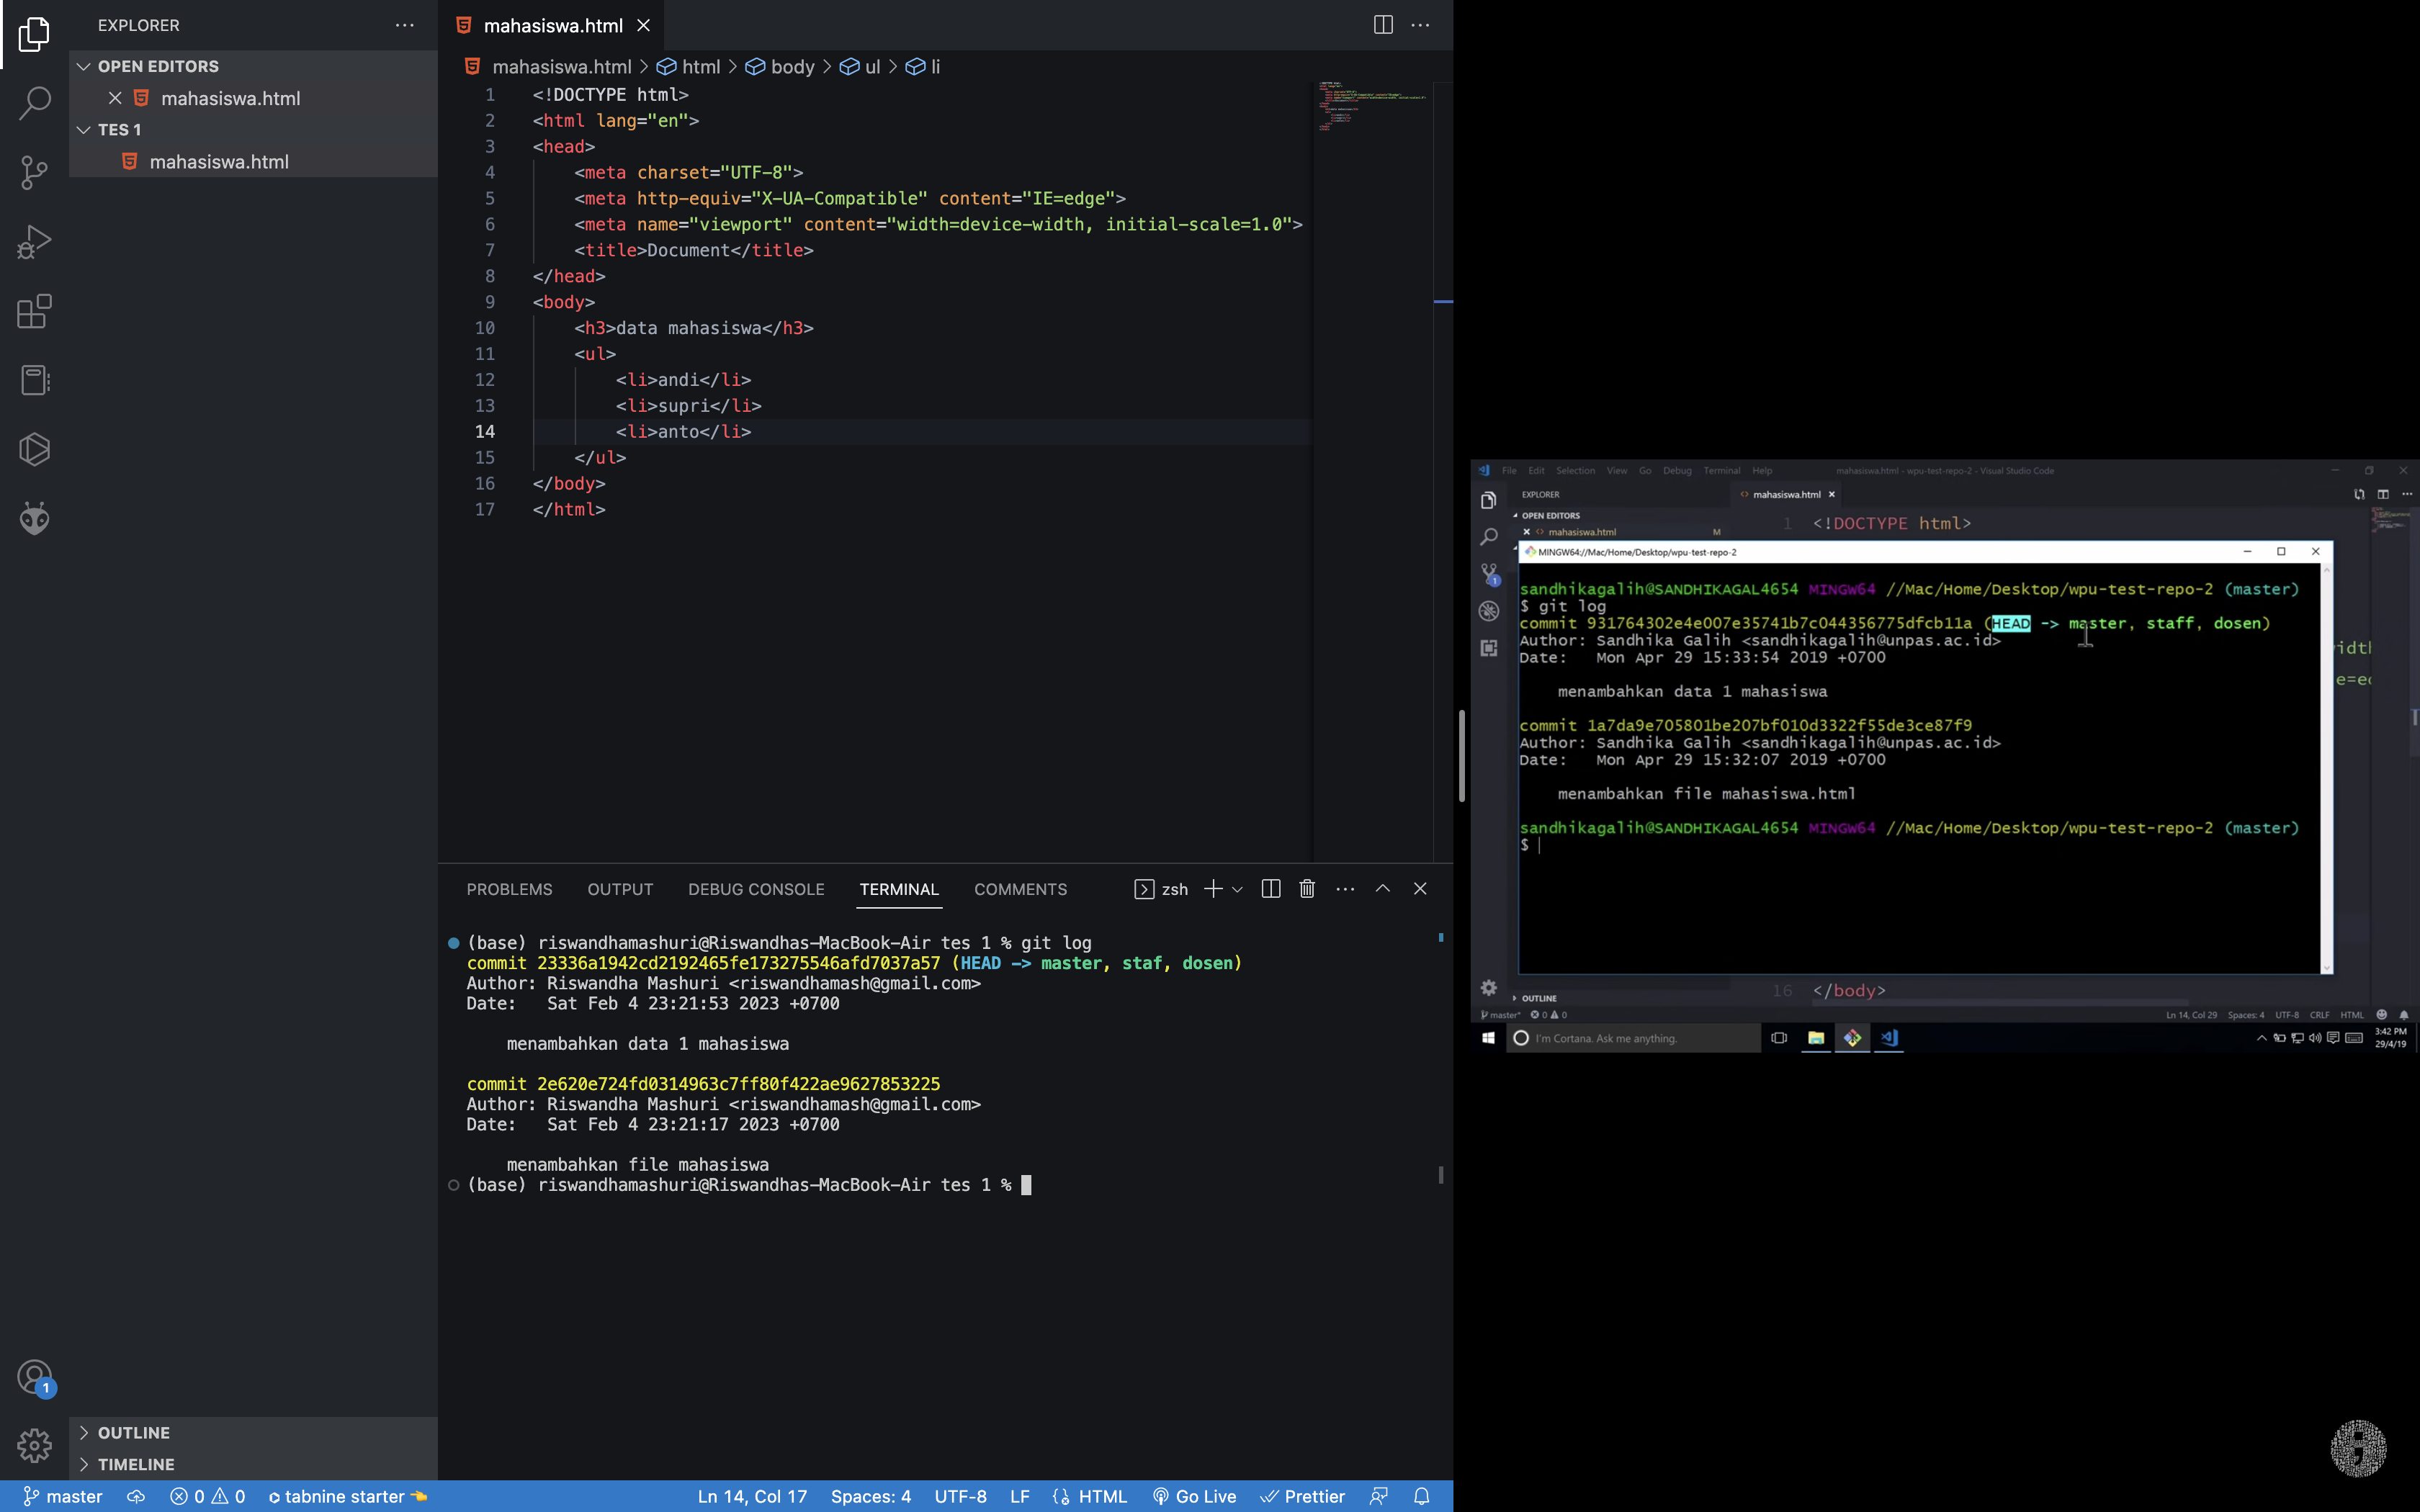 EXPLORER
OPEN EDITORS
mahasiswa.html
TES 1
mahasiswa.html
OUTLINE
TIMELINE
1
mahasiswa.html
mahasiswa.html > html > body > ul > li
1 <!DOCTYPE html>
2 <html lang="en">
3 <head>
4 <meta charset="UTF-8">
5 <meta http-equiv="X-UA-Compatible" content="IE=edge">
6 <meta name="viewport" content="width=device-width, initial-scale=1.0">
7 <title>Document</title>
8 </head>
9 <body>
10 <h3>data mahasiswa</h3>
11 <ul>
12 <li>andi</li>
13 <li>supri</li>
14 <li>anto</li>
15 </ul>
16 </body>
17 </html>
PROBLEMS OUTPUT DEBUG CONSOLE TERMINAL COMMENTS zsh
(base) riswandhamashuri@Riswandhas-MacBook-Air tes 1 % git log
commit 23336a1942cd2192465fe173275546afd7037a57 (HEAD -> master, staf, dosen)
Author: Riswandha Mashuri <riswandhamash@gmail.com>
Date: Sat Feb 4 23:21:53 2023 +0700
menambahkan data 1 mahasiswa
commit 2e620e724fd0314963c7ff80f422ae9627853225
Author: Riswandha Mashuri <riswandhamash@gmail.com>
Date: Sat Feb 4 23:21:17 2023 +0700
menambahkan file mahasiswa
(base) riswandhamashuri@Riswandhas-MacBook-Air tes 1 %
master 0 0 tabnine starter Ln 14, Col 17 Spaces: 4 UTF-8 LF HTML Go Live Prettier
File Edit Selection View Go Debug Terminal Help mahasiswa.html - wpu-test-repo-2 - Visual Studio Code
EXPLORER mahasiswa.html
OPEN EDITORS
1 <!DOCTYPE html>
mahasiswa.html M
MINGW64://Mac/Home/Desktop/wpu-test-repo-2
1
sandhikagalih@SANDHIKAGAL4654 MINGW64 //Mac/Home/Desktop/wpu-test-repo-2 (master)
$ git log
commit 931764302e4e007e35741b7c044356775dfcb11a (HEAD -> master, staff, dosen)
Author: Sandhika Galih <sandhikagalih@unpas.ac.id>
Date: Mon Apr 29 15:33:54 2019 +0700
menambahkan data 1 mahasiswa
commit 1a7da9e705801be207bf010d3322f55de3ce87f9
Author: Sandhika Galih <sandhikagalih@unpas.ac.id>
Date: Mon Apr 29 15:32:07 2019 +0700
menambahkan file mahasiswa.html
sandhikagalih@SANDHIKAGAL4654 MINGW64 //Mac/Home/Desktop/wpu-test-repo-2 (master)
$
16 </body>
OUTLINE
master* 0 0 Ln 14, Col 29 Spaces: 4 UTF-8 CRLF HTML
I'm Cortana. Ask me anything. 3:42 PM
29/4/19